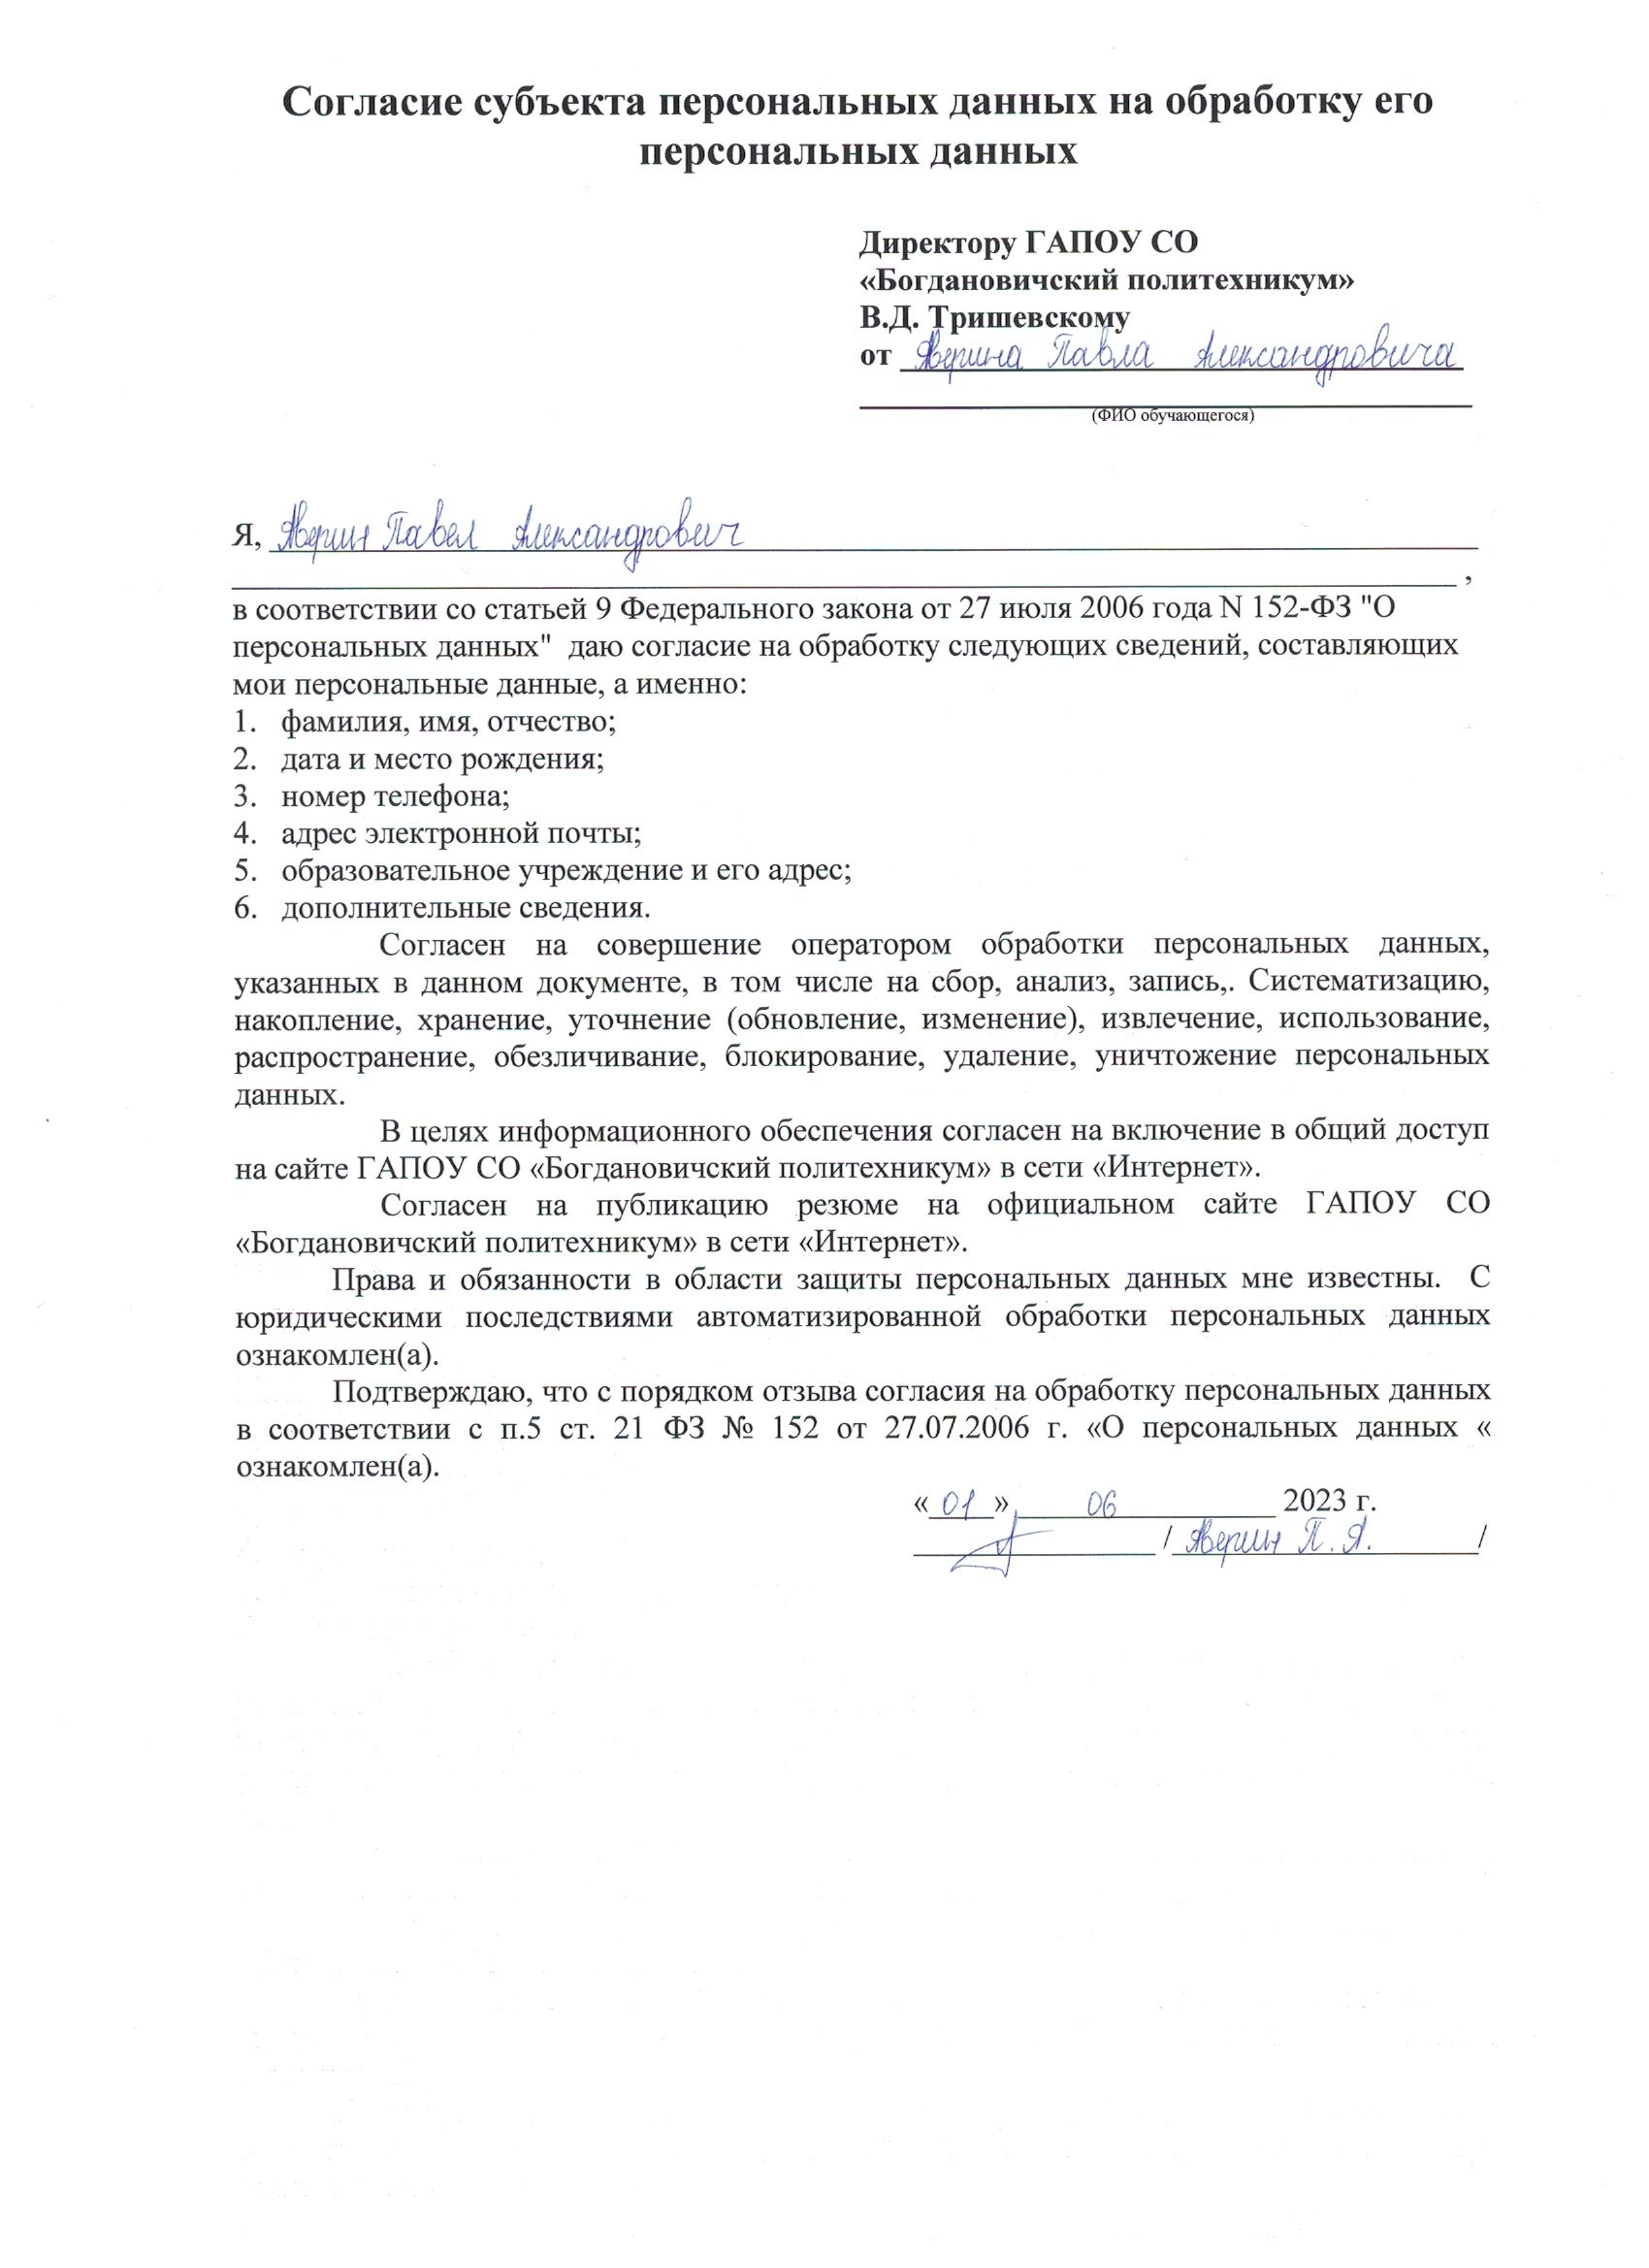 Согласие субъекта персональных данных на обработку его
персональных данных
Директору ГАПОУ СО
«Богдановичский политехникум»
В.Д. Тришевскому
от Аверина Павла Александровича
(ФИО обучающегося)
Я, Аверин Павел Александрович
,
в соответствии со статьей 9 Федерального закона от 27 июля 2006 года N 152-ФЗ "О
персональных данных" даю согласие на обработку следующих сведений, составляющих
мои персональные данные, а именно:
1. фамилия, имя, отчество;
2. дата и место рождения;
3. номер телефона;
4. адрес электронной почты;
5. образовательное учреждение и его адрес;
6. дополнительные сведения.
Согласен на совершение оператором обработки персональных данных,
указанных в данном документе, в том числе на сбор, анализ, запись,. Систематизацию,
накопление, хранение, уточнение (обновление, изменение), извлечение, использование,
распространение, обезличивание, блокирование, удаление, уничтожение персональных
данных.
В целях информационного обеспечения согласен на включение в общий доступ
на сайте ГАПОУ СО «Богдановичский политехникум» в сети «Интернет».
Согласен на публикацию резюме на официальном сайте ГАПОУ СО
«Богдановичский политехникум» в сети «Интернет».
Права и обязанности в области защиты персональных данных мне известны. С
юридическими последствиями автоматизированной обработки персональных данных
ознакомлен(а).
Подтверждаю, что с порядком отзыва согласия на обработку персональных данных
в соответствии с п.5 ст. 21 ФЗ № 152 от 27.07.2006 г. «О персональных данных «
ознакомлен(а).
«01» 06 2023 г.
/ Аверин П. А. /